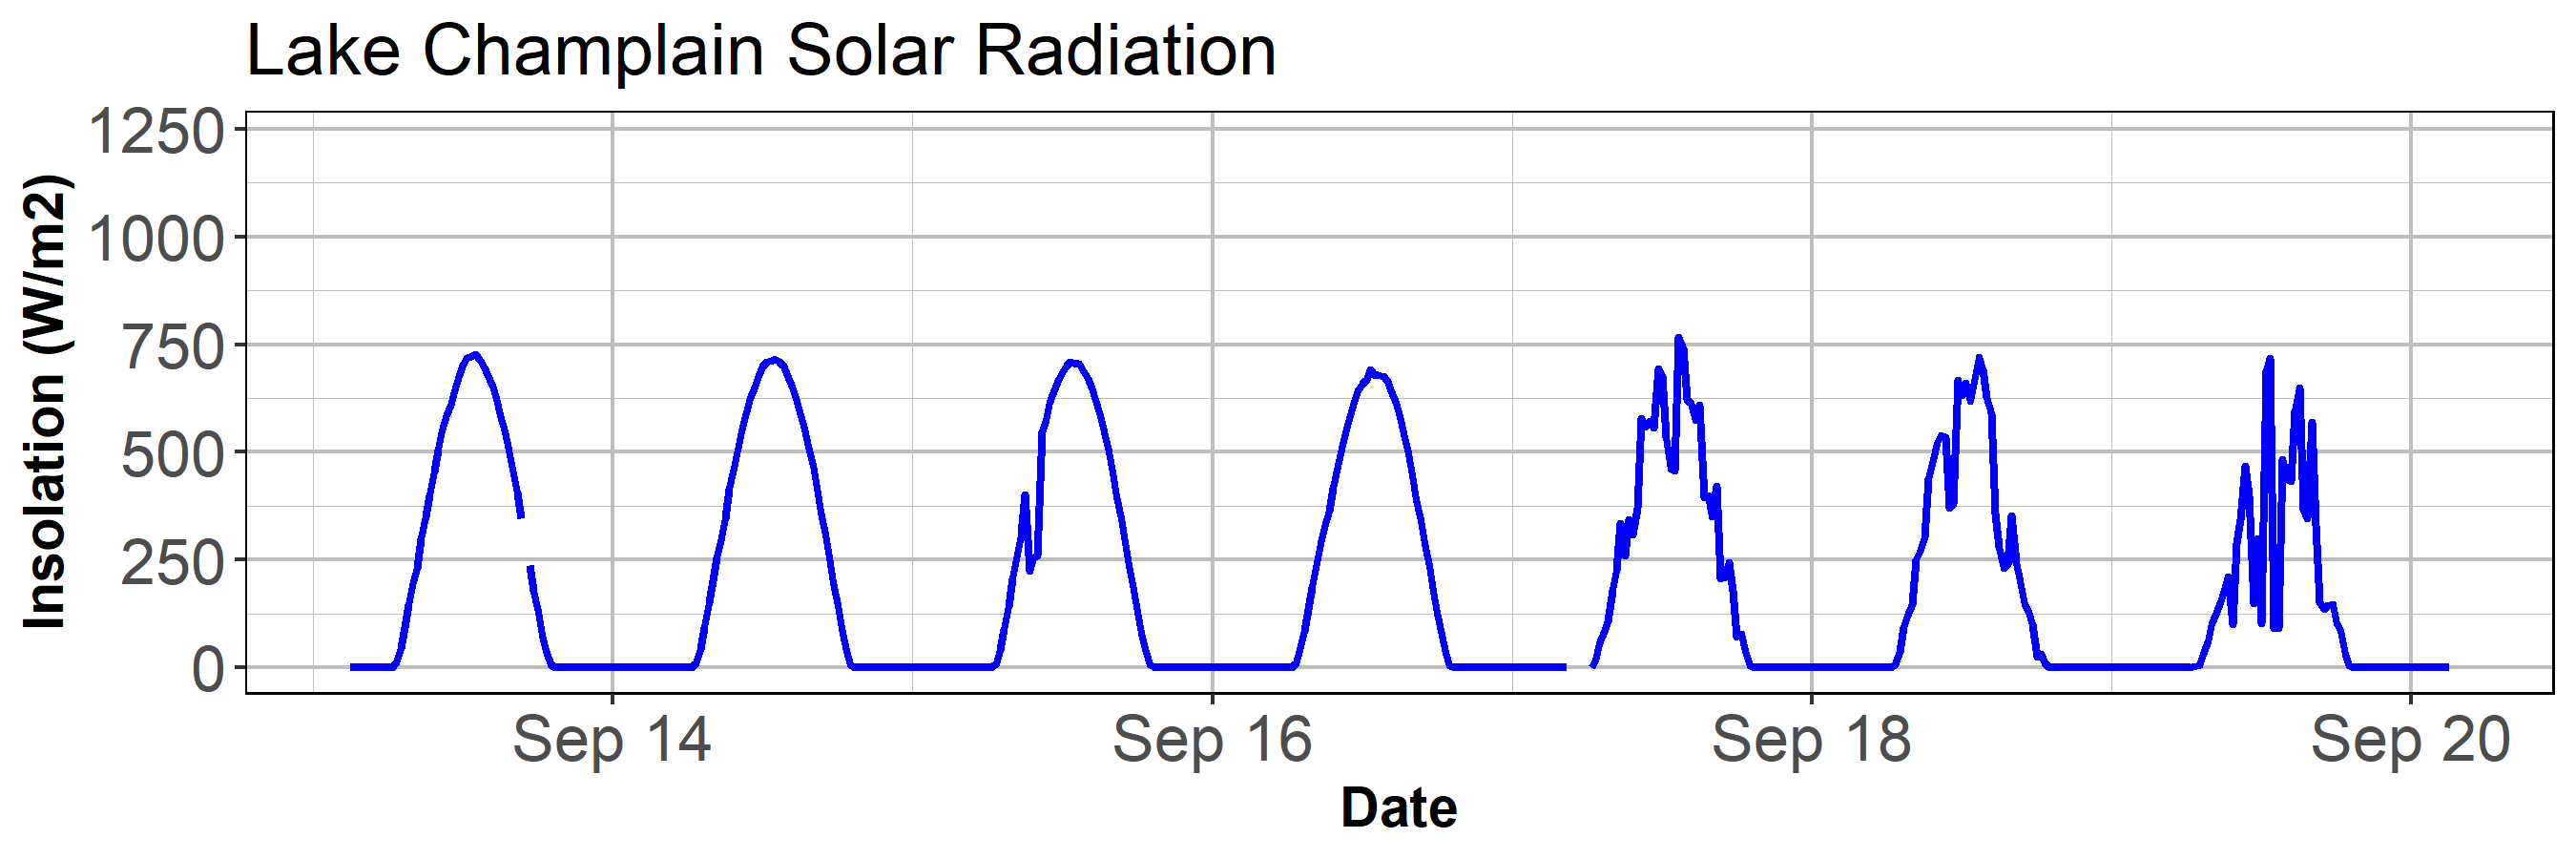 Lake Champlain Solar Radiation
Insolation (W/m2)
1250
1000
750
500
250
0
Sep 14 Sep 16 Sep 18 Sep 20
Date